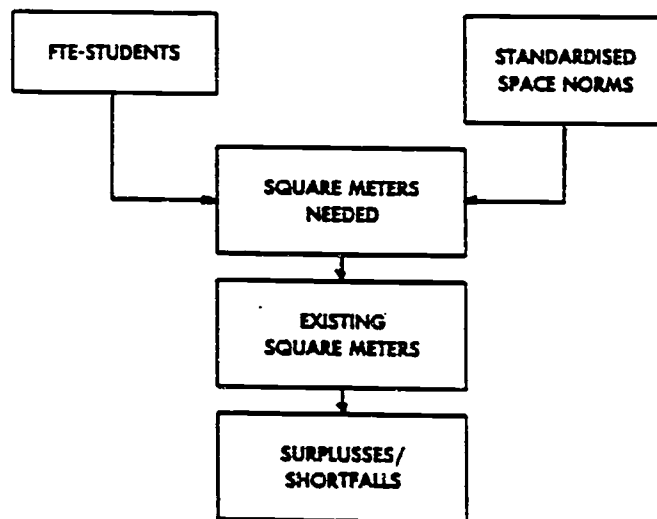 FTE-STUDENTS
STANDARDISED
SPACE NORMS
SQUARE METERS
NEEDED
EXISTING
SQUARE METERS
SURPLUSSES/
SHORTFALLS